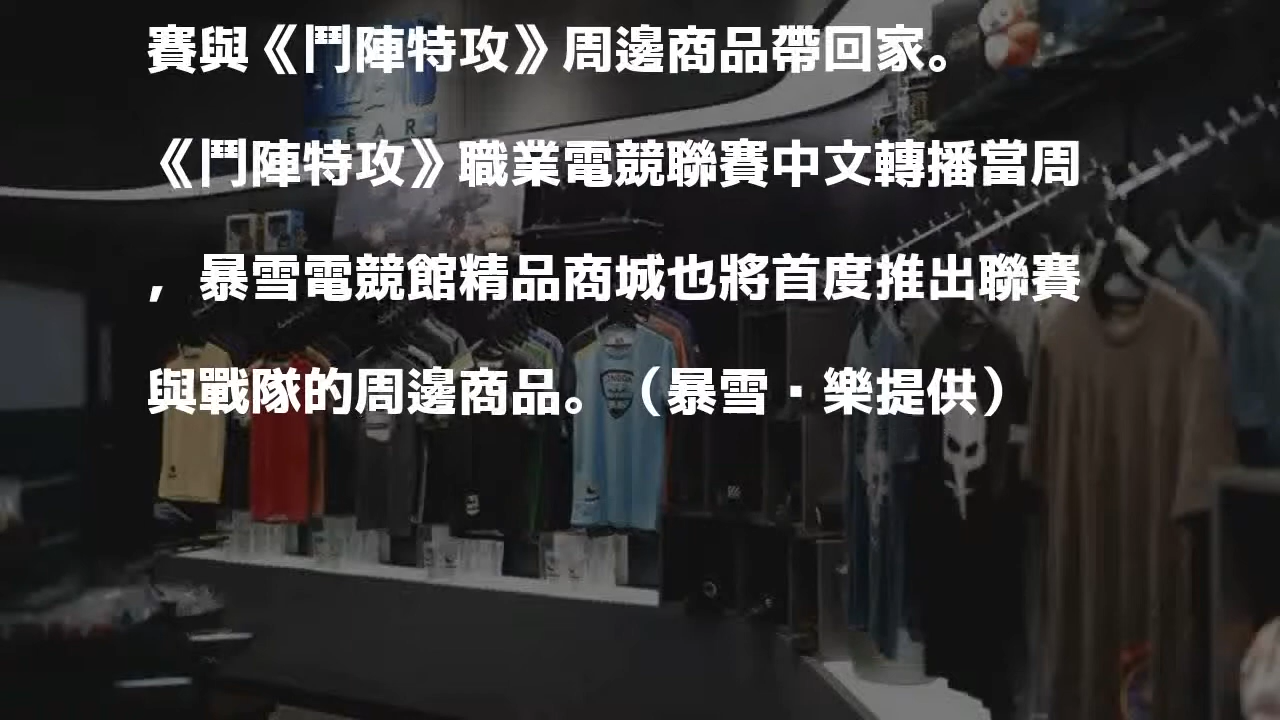 賽與《鬥陣特攻》周邊商品帶回家。
《鬥陣特攻》職業電競聯賽中文轉播當周
，暴雪電競館精品商城也將首度推出聯賽
與戰隊的周邊商品。（暴雪·樂提供）
GEAR